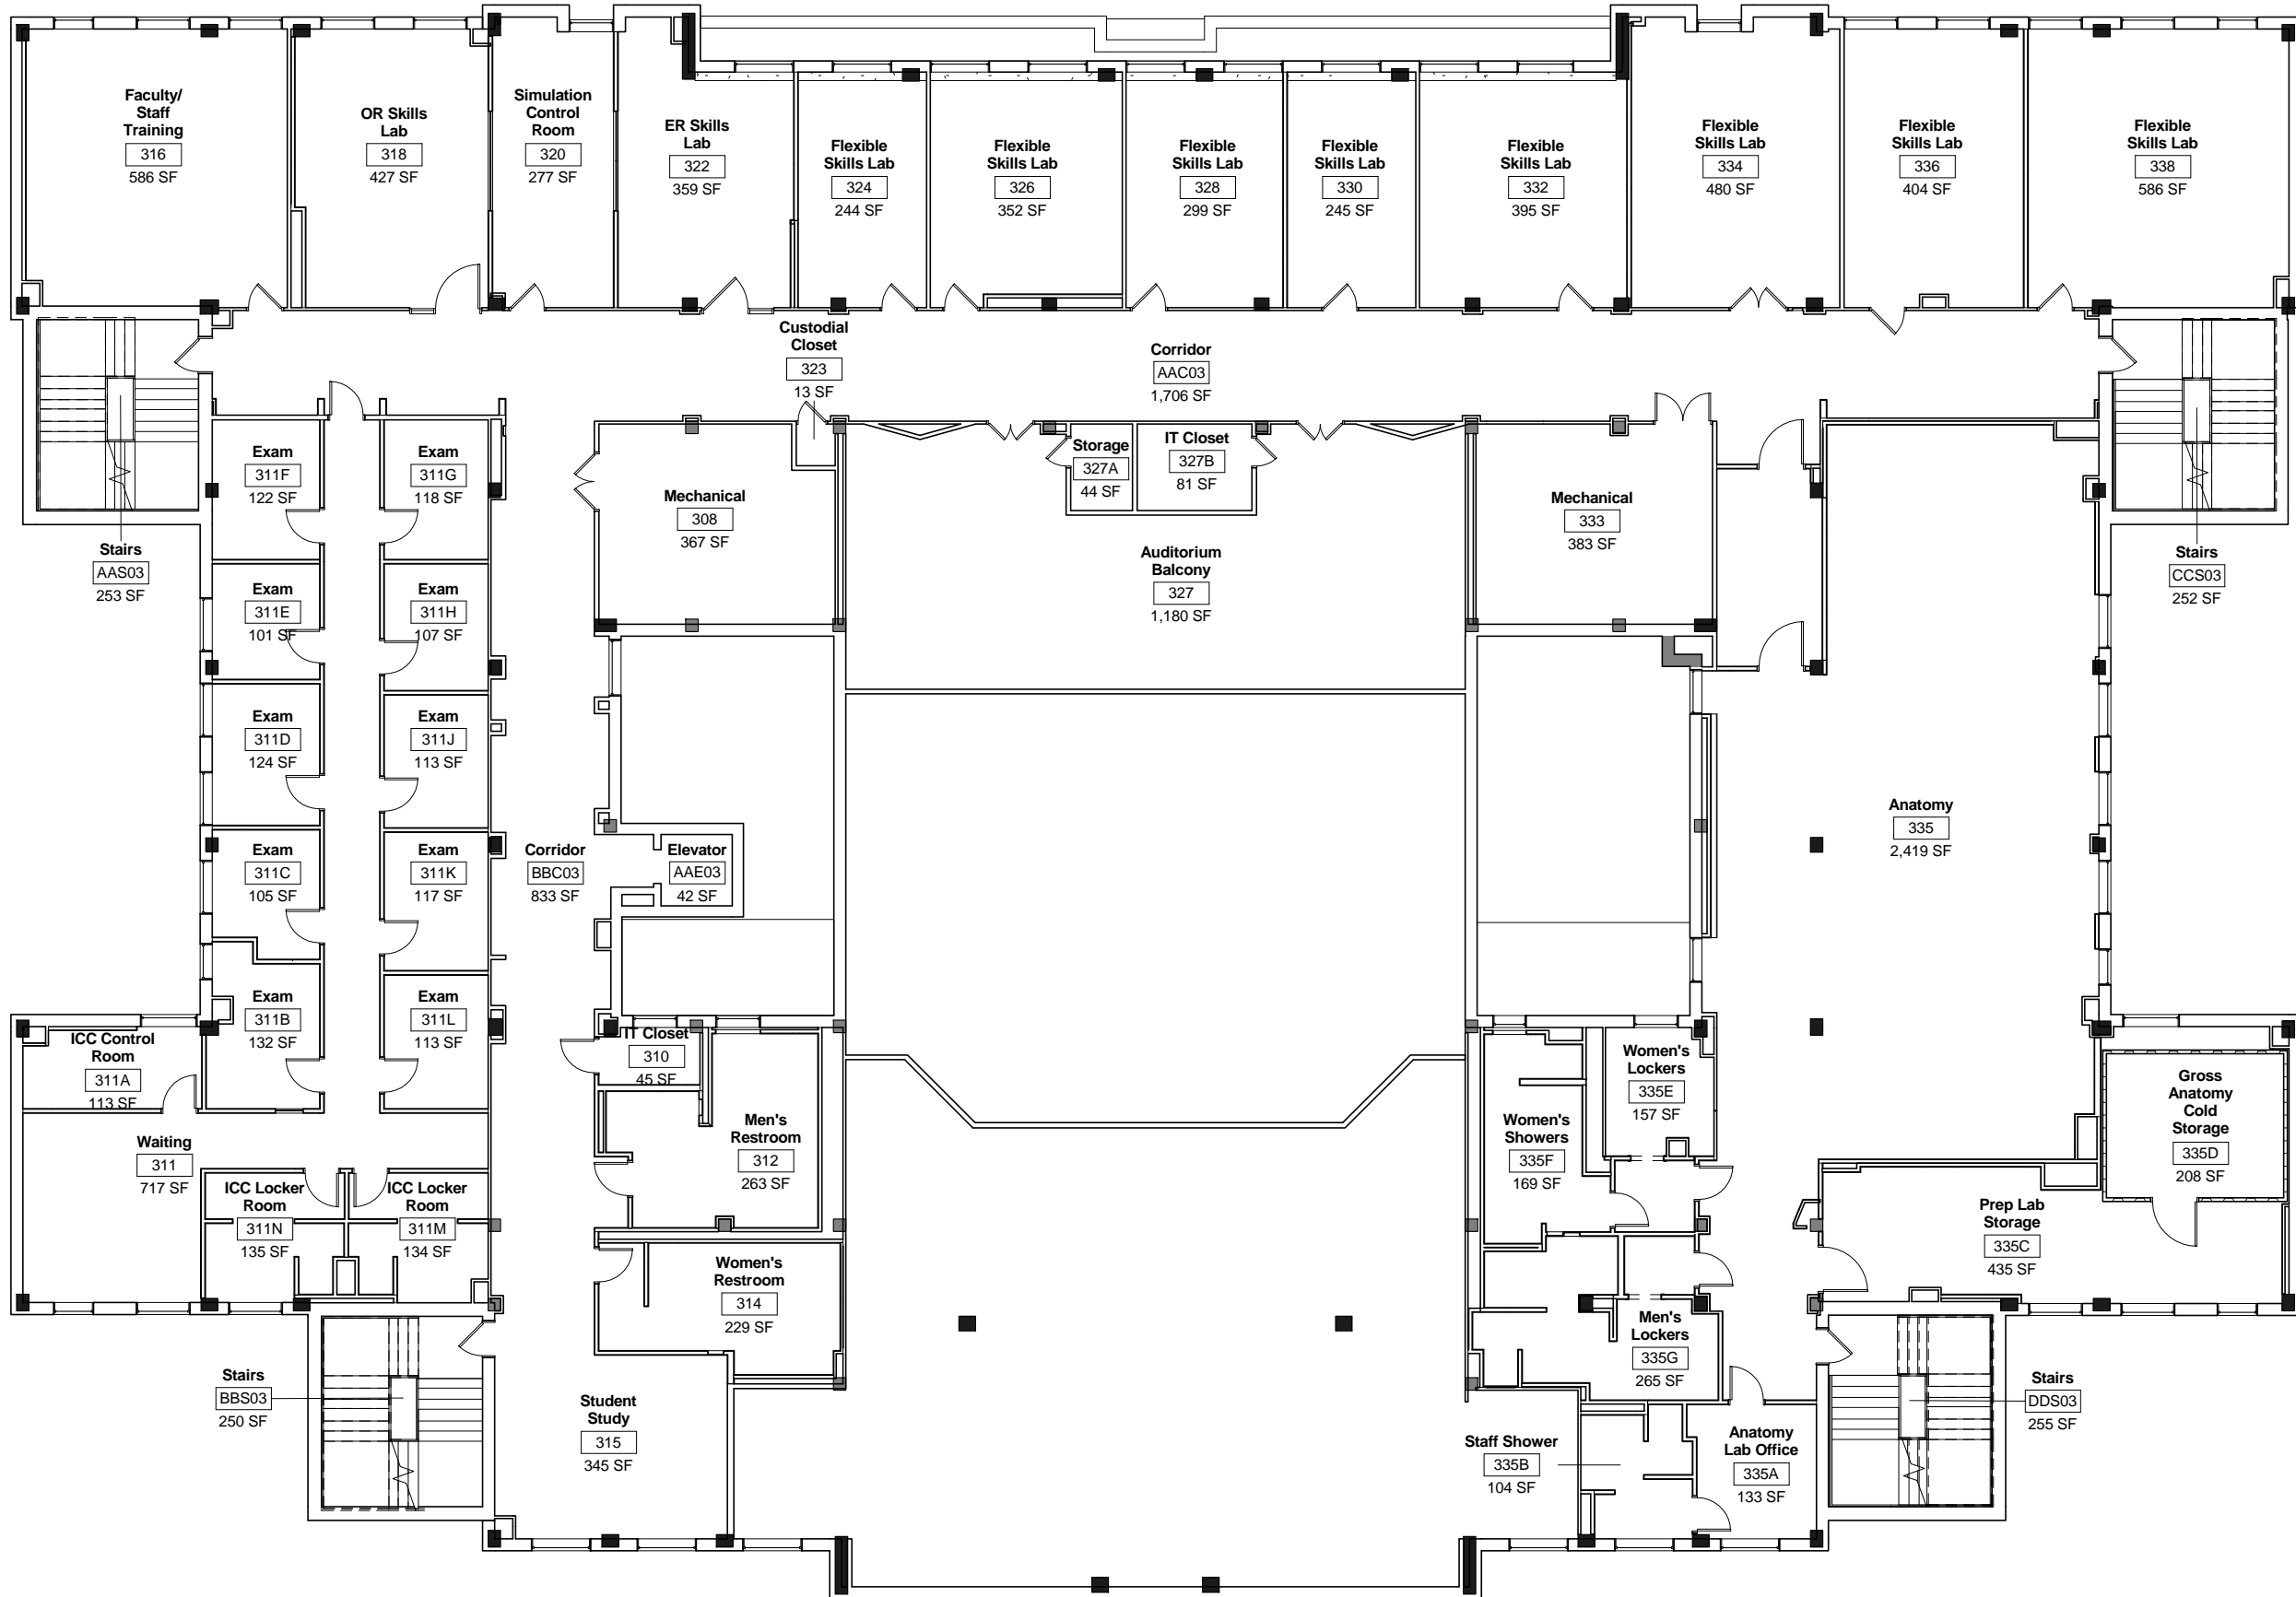 Faculty/
Staff
Training
316
586 SF
OR Skills
Lab
318
427 SF
Simulation
Control
Room
320
277 SF
ER Skills
Lab
322
359 SF
Flexible
Skills Lab
324
244 SF
Flexible
Skills Lab
326
352 SF
Flexible
Skills Lab
328
299 SF
Flexible
Skills Lab
330
245 SF
Flexible
Skills Lab
332
395 SF
Flexible
Skills Lab
334
480 SF
Flexible
Skills Lab
336
404 SF
Flexible
Skills Lab
338
586 SF
Custodial
Closet
323
13 SF
Corridor
AAC03
1,706 SF
Stairs
AAS03
253 SF
Exam
311F
122 SF
Exam
311G
118 SF
Mechanical
308
367 SF
Storage
327A
44 SF
IT Closet
327B
81 SF
Auditorium
Balcony
327
1,180 SF
Mechanical
333
383 SF
Stairs
CCS03
252 SF
Exam
311E
101 SF
Exam
311H
107 SF
Exam
311D
124 SF
Exam
311J
113 SF
Exam
311C
105 SF
Exam
311K
117 SF
Corridor
BBC03
833 SF
Elevator
AAE03
42 SF
Anatomy
335
2,419 SF
Exam
311B
132 SF
Exam
311L
113 SF
ICC Control
Room
311A
113 SF
IT Closet
310
45 SF
Men's
Restroom
312
263 SF
Women's
Lockers
335E
157 SF
Women's
Showers
335F
169 SF
Gross
Anatomy
Cold
Storage
335D
208 SF
Waiting
311
717 SF
ICC Locker
Room
311N
135 SF
ICC Locker
Room
311M
134 SF
Prep Lab
Storage
335C
435 SF
Women's
Restroom
314
229 SF
Men's
Lockers
335G
265 SF
Stairs
BBS03
250 SF
Student
Study
315
345 SF
Staff Shower
335B
104 SF
Anatomy
Lab Office
335A
133 SF
Stairs
DDS03
255 SF